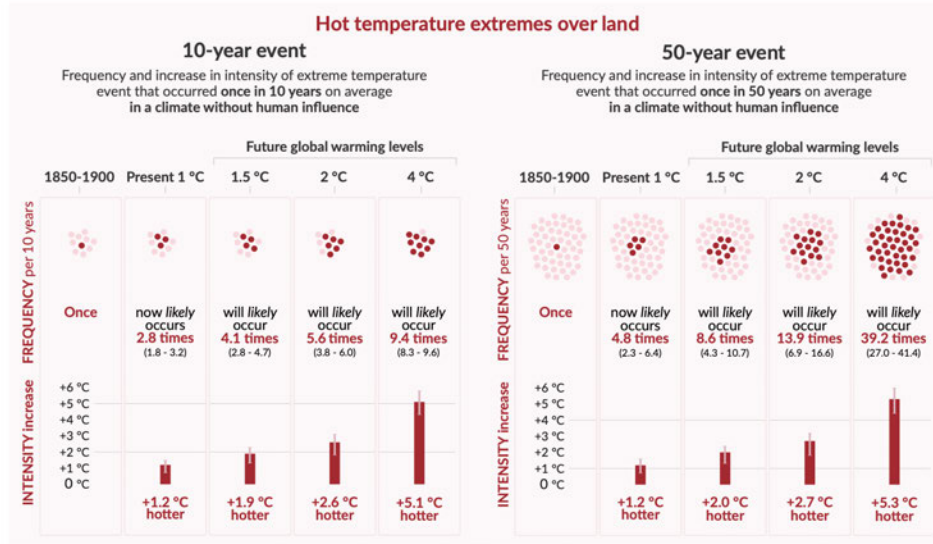 Hot temperature extremes over land
10-year event
Frequency and increase in intensity of extreme temperature
event that occurred once in 10 years on average
in a climate without human influence
Future global warming levels
1850-1900 Present 1 °C 1.5 °C 2 °C 4 °C
FREQUENCY per 10 years
Once
now likely occurs 2.8 times (1.8 - 3.2)
will likely occur 4.1 times (2.8 - 4.7)
will likely occur 5.6 times (3.8 - 6.0)
will likely occur 9.4 times (8.3 - 9.6)
INTENSITY increase
+6 °C
+5 °C
+4 °C
+3 °C
+2 °C
+1 °C
0 °C
+1.2 °C hotter
+1.9 °C hotter
+2.6 °C hotter
+5.1 °C hotter
50-year event
Frequency and increase in intensity of extreme temperature
event that occurred once in 50 years on average
in a climate without human influence
Future global warming levels
1850-1900 Present 1 °C 1.5 °C 2 °C 4 °C
FREQUENCY per 50 years
Once
now likely occurs 4.8 times (2.3 - 6.4)
will likely occur 8.6 times (4.3 - 10.7)
will likely occur 13.9 times (6.9 - 16.6)
will likely occur 39.2 times (27.0 - 41.4)
INTENSITY increase
+6 °C
+5 °C
+4 °C
+3 °C
+2 °C
+1 °C
0 °C
+1.2 °C hotter
+2.0 °C hotter
+2.7 °C hotter
+5.3 °C hotter